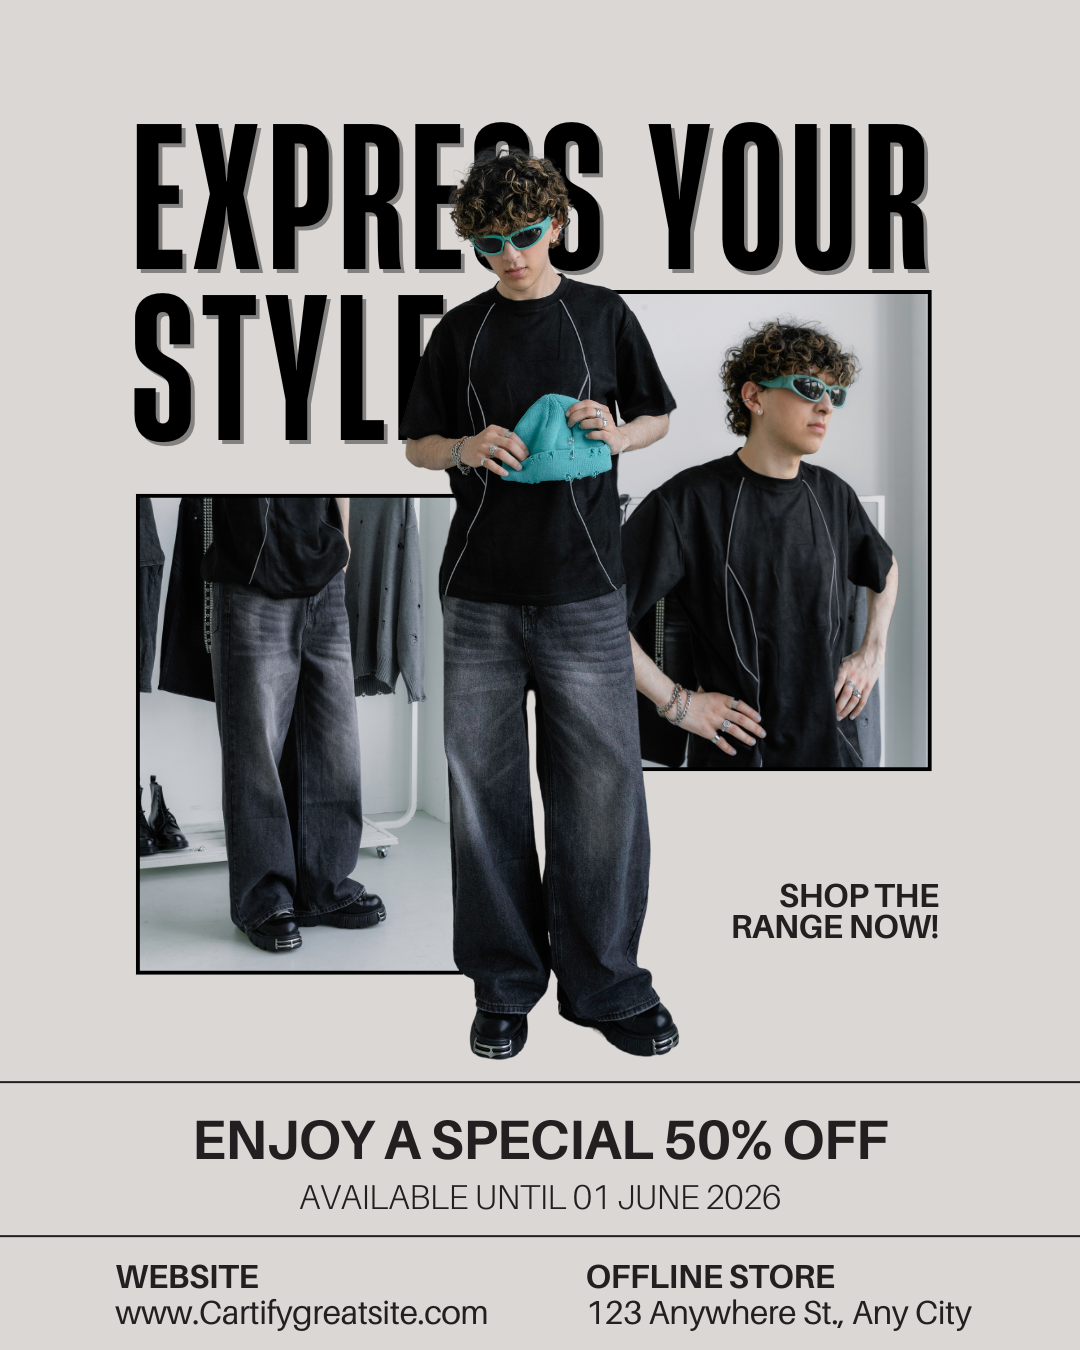 EXPRESS YOUR
STYLE
SHOP THE
RANGE NOW!
ENJOY A SPECIAL 50% OFF
AVAILABLE UNTIL 01 JUNE 2026
WEBSITE
www.Cartifygreatsite.com
OFFLINE STORE
123 Anywhere St., Any City